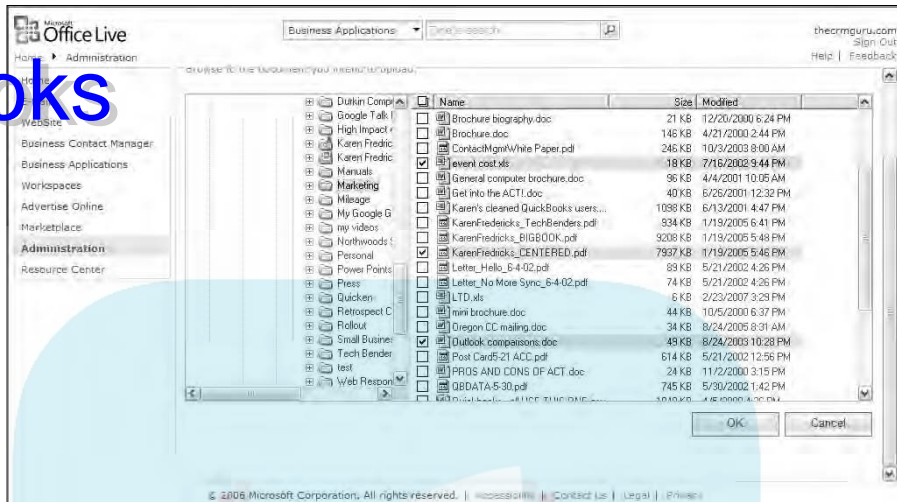 Microsoft
Office Live
Business Applications
thecrmguru.com
Sign Out
Help | Feedback
Home ▸ Administration
Browse to the document you intend to upload.
oks
Home
WebSite
Business Contact Manager
Business Applications
Workspaces
Advertise Online
Marketplace
Administration
Resource Center
Durkin Comp
Google Talk
High Impact
Karen Fredric
Karen Fredric
Manuals
Marketing
Mileage
My Google G
my videos
Northwoods
Personal
Power Points
Press
Quicken
Retrospect C
Rollout
Small Busine
Tech Bender
test
Web Respon
Name Size Modified
Brochure biography.doc 21 KB 12/20/2000 6:24 PM
Brochure.doc 146 KB 4/21/2000 2:44 PM
ContactMgmtWhite Paper.pdf 246 KB 10/3/2003 8:00 AM
event cost.xls 18 KB 7/16/2002 9:44 PM
General computer brochure.doc 96 KB 4/4/2001 10:05 AM
Get into the ACT!.doc 40 KB 6/26/2001 12:32 PM
Karen's cleaned QuickBooks users.... 1098 KB 6/13/2001 4:47 PM
KarenFredricks_TechBenders.pdf 934 KB 1/19/2005 6:41 PM
KarenFredricks_BIGBOOK.pdf 9208 KB 1/19/2005 5:48 PM
KarenFredricks_CENTERED.pdf 7937 KB 1/19/2005 5:46 PM
Letter_Hello_6-4-02.pdf 89 KB 5/21/2002 4:26 PM
Letter_No More Sync_6-4-02.pdf 74 KB 5/21/2002 4:26 PM
LTD.xls 6 KB 2/23/2007 3:29 PM
mini brochure.doc 44 KB 10/5/2000 6:37 PM
Oregon CC mailing.doc 34 KB 8/24/2005 8:31 AM
Outlook comparisons.doc 49 KB 8/24/2003 10:28 PM
Post Card5-21 ACC.pdf 614 KB 5/21/2002 12:56 PM
PROS AND CONS OF ACT.doc 24 KB 11/2/2000 3:15 PM
QBDATA-5-30.pdf 745 KB 5/30/2002 1:42 PM
OK Cancel
© 2006 Microsoft Corporation, All rights reserved. | Accessibility | Contact Us | Legal | Privacy